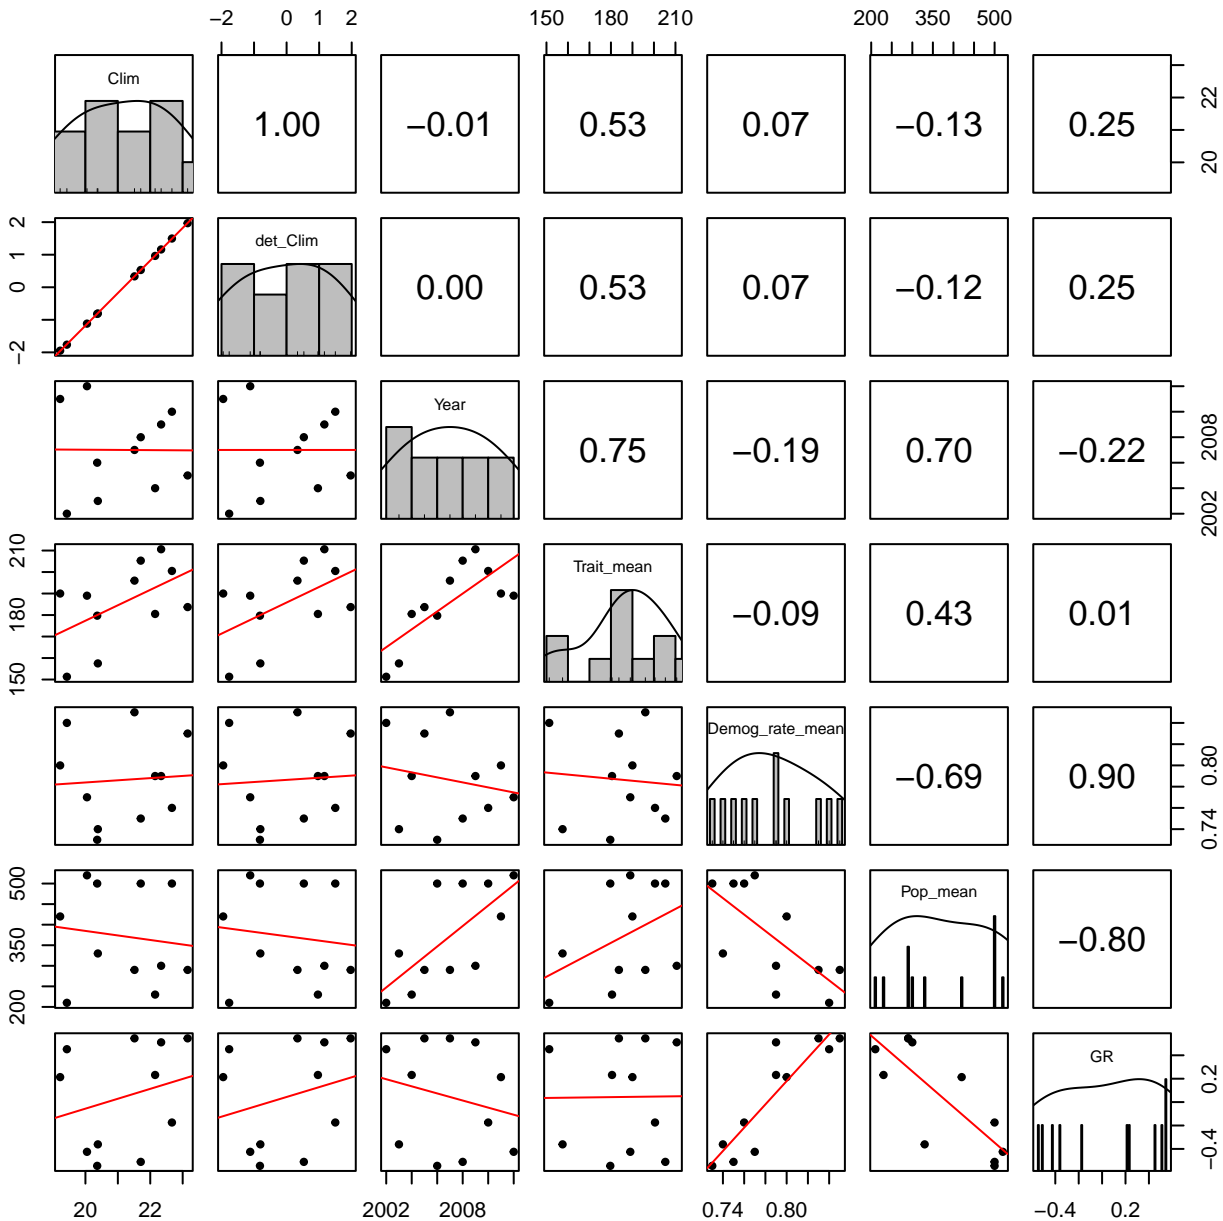 −2 0 1 2 150 180 210 200 350 500
Clim 1.00 −0.01 0.53 0.07 −0.13 0.25 20 22
−2 0 1 2 det_Clim 0.00 0.53 0.07 −0.12 0.25
Year 0.75 −0.19 0.70 −0.22 2002 2008
150 180 210 Trait_mean −0.09 0.43 0.01
Demog_rate_mean −0.69 0.90 0.74 0.80
200 350 500 Pop_mean −0.80
GR −0.4 0.2
20 22 2002 2008 0.74 0.80 −0.4 0.2